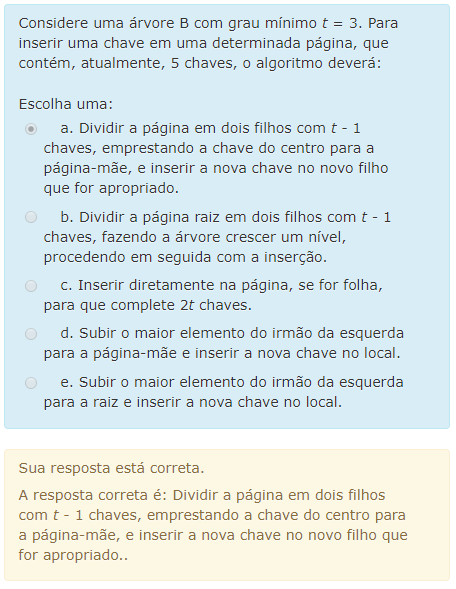 Considere uma árvore B com grau mínimo t = 3. Para
inserir uma chave em uma determinada página, que
contém, atualmente, 5 chaves, o algoritmo deverá:
Escolha uma:
a. Dividir a página em dois filhos com t - 1
chaves, emprestando a chave do centro para a
página-mãe, e inserir a nova chave no novo filho
que for apropriado.
b. Dividir a página raiz em dois filhos com t - 1
chaves, fazendo a árvore crescer um nível,
procedendo em seguida com a inserção.
c. Inserir diretamente na página, se for folha,
para que complete 2t chaves.
d. Subir o maior elemento do irmão da esquerda
para a página-mãe e inserir a nova chave no local.
e. Subir o maior elemento do irmão da esquerda
para a raiz e inserir a nova chave no local.
Sua resposta está correta.
A resposta correta é: Dividir a página em dois filhos
com t - 1 chaves, emprestando a chave do centro para
a página-mãe, e inserir a nova chave no novo filho que
for apropriado..